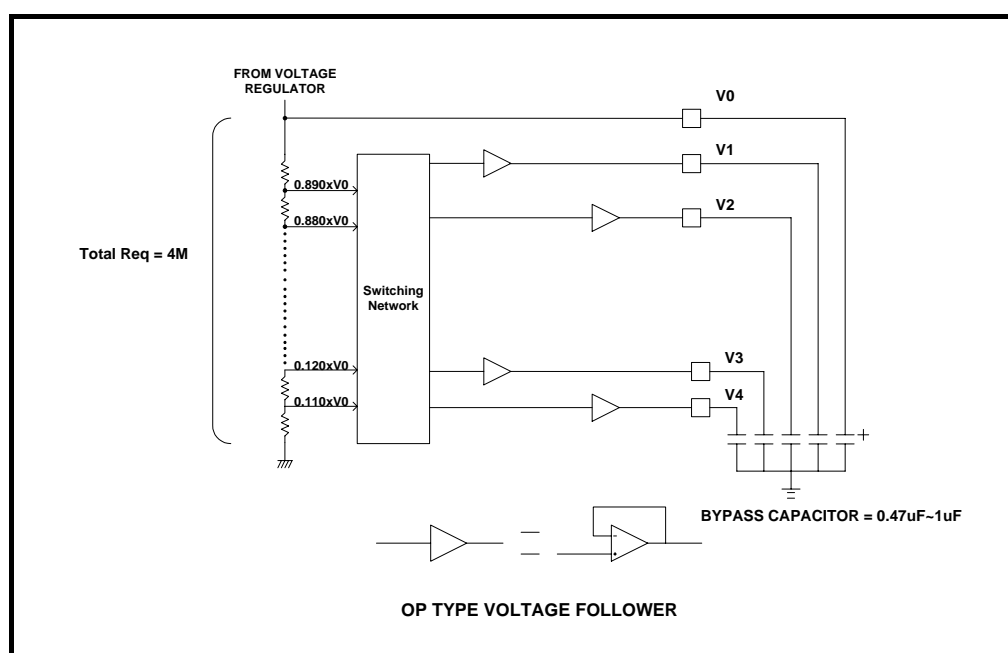 FROM VOLTAGE
REGULATOR
V0
V1
0.890xV0
V2
0.880xV0
Total Req = 4M
Switching
Network
V3
0.120xV0
V4
0.110xV0
+
BYPASS CAPACITOR = 0.47uF~1uF
OP TYPE VOLTAGE FOLLOWER